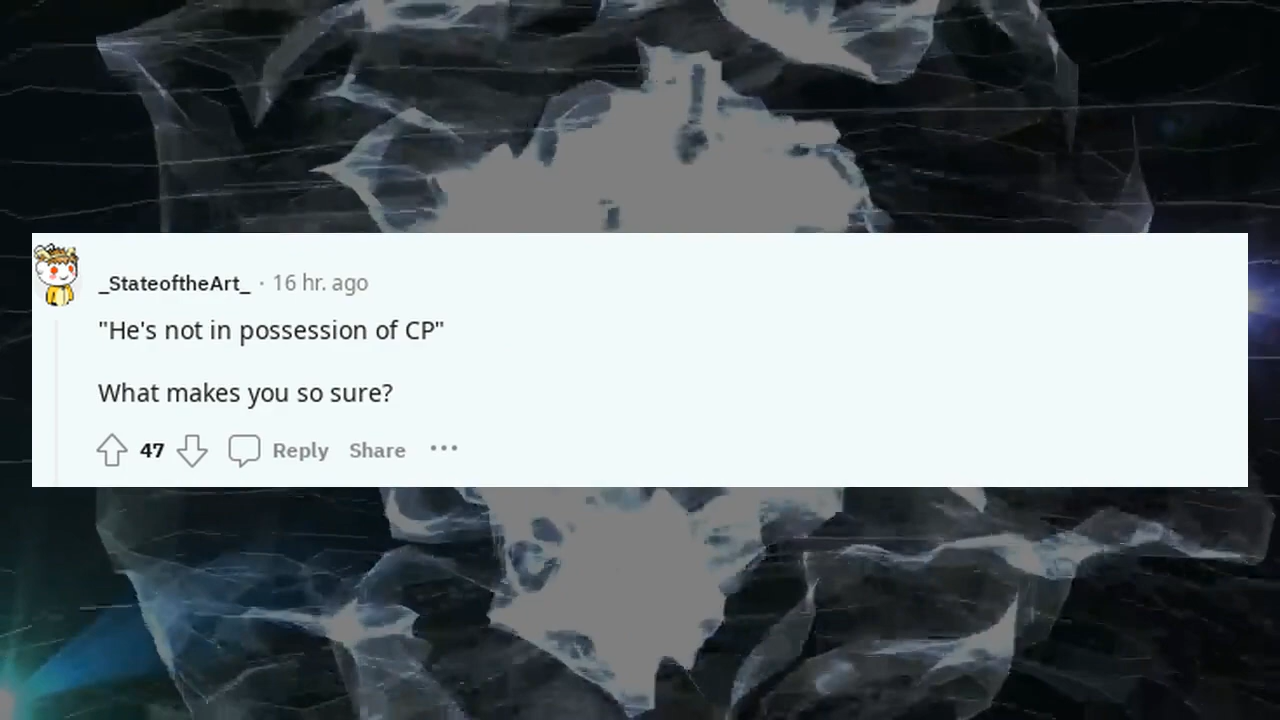 _StateoftheArt_ · 16 hr. ago
"He's not in possession of CP"
What makes you so sure?
47 Reply Share ···